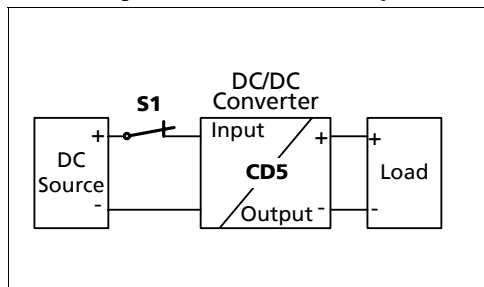 S1
DC/DC
Converter
DC
Source
+
-
Input
CD5
Output
+
-
+
-
Load